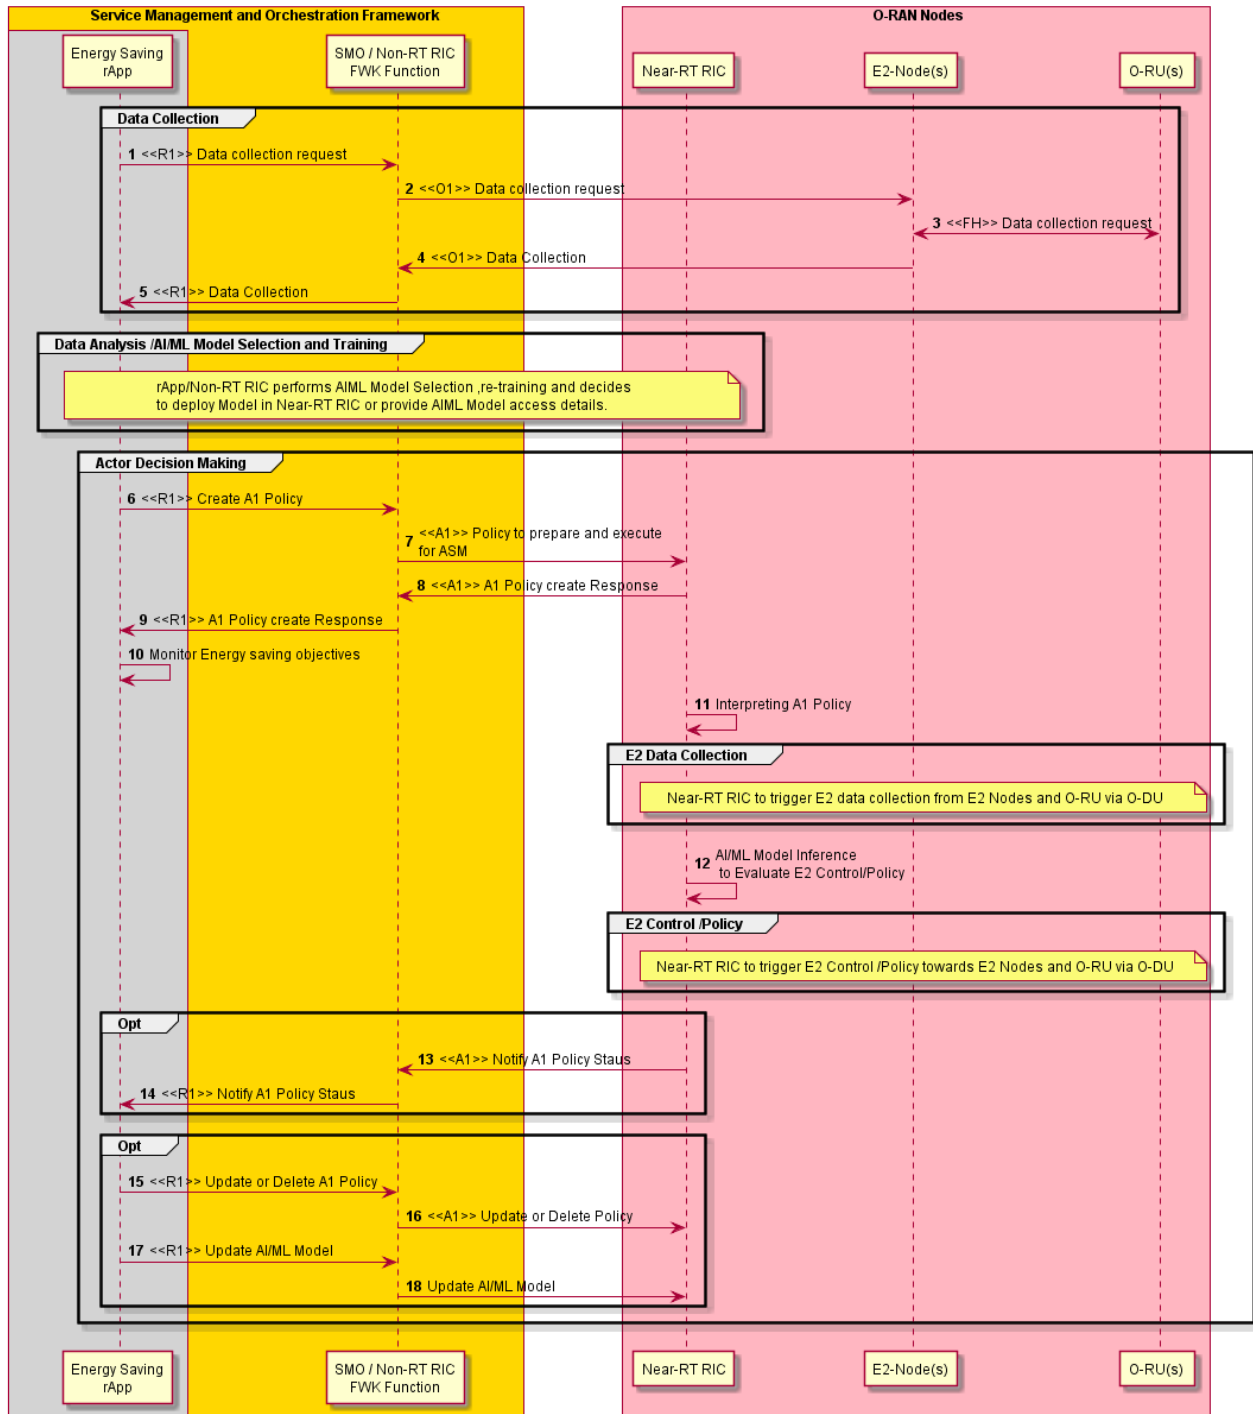 Service Management and Orchestration Framework
O-RAN Nodes
Energy Saving
rApp
SMO / Non-RT RIC
FWK Function
Near-RT RIC
E2-Node(s)
O-RU(s)
Data Collection
1 <<R1>> Data collection request
2 <<O1>> Data collection request
3 <<FH>> Data collection request
4 <<O1>> Data Collection
5 <<R1>> Data Collection
Data Analysis /AI/ML Model Selection and Training
rApp/Non-RT RIC performs AIML Model Selection ,re-training and decides
to deploy Model in Near-RT RIC or provide AIML Model access details.
Actor Decision Making
6 <<R1>> Create A1 Policy
7 <<A1>> Policy to prepare and execute
for ASM
8 <<A1>> A1 Policy create Response
9 <<R1>> A1 Policy create Response
10 Monitor Energy saving objectives
11 Interpreting A1 Policy
E2 Data Collection
Near-RT RIC to trigger E2 data collection from E2 Nodes and O-RU via O-DU
12 AI/ML Model Inference
to Evaluate E2 Control/Policy
E2 Control /Policy
Near-RT RIC to trigger E2 Control /Policy towards E2 Nodes and O-RU via O-DU
Opt
13 <<A1>> Notify A1 Policy Staus
14 <<R1>> Notify A1 Policy Staus
Opt
15 <<R1>> Update or Delete A1 Policy
16 <<A1>> Update or Delete Policy
17 <<R1>> Update AI/ML Model
18 Update AI/ML Model
Energy Saving
rApp
SMO / Non-RT RIC
FWK Function
Near-RT RIC
E2-Node(s)
O-RU(s)